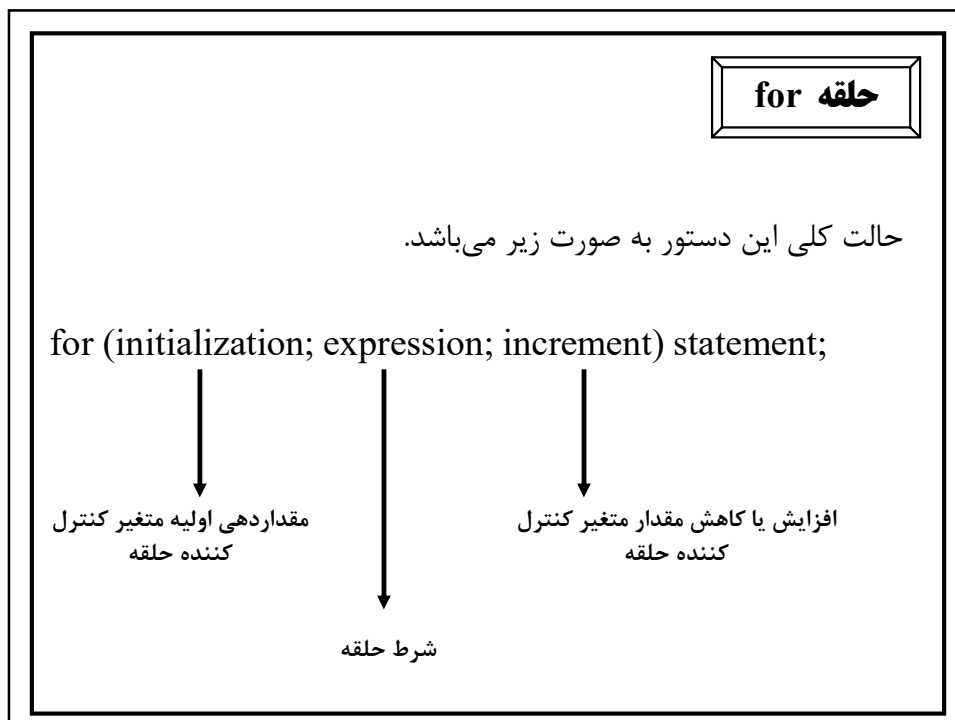 حلقه for
حالت کلی این دستور به صورت زیر می‌باشد.
for (initialization; expression; increment) statement;
مقداردهی اولیه متغیر کنترل
کننده حلقه
افزایش یا کاهش مقدار متغیر کنترل
کننده حلقه
شرط حلقه